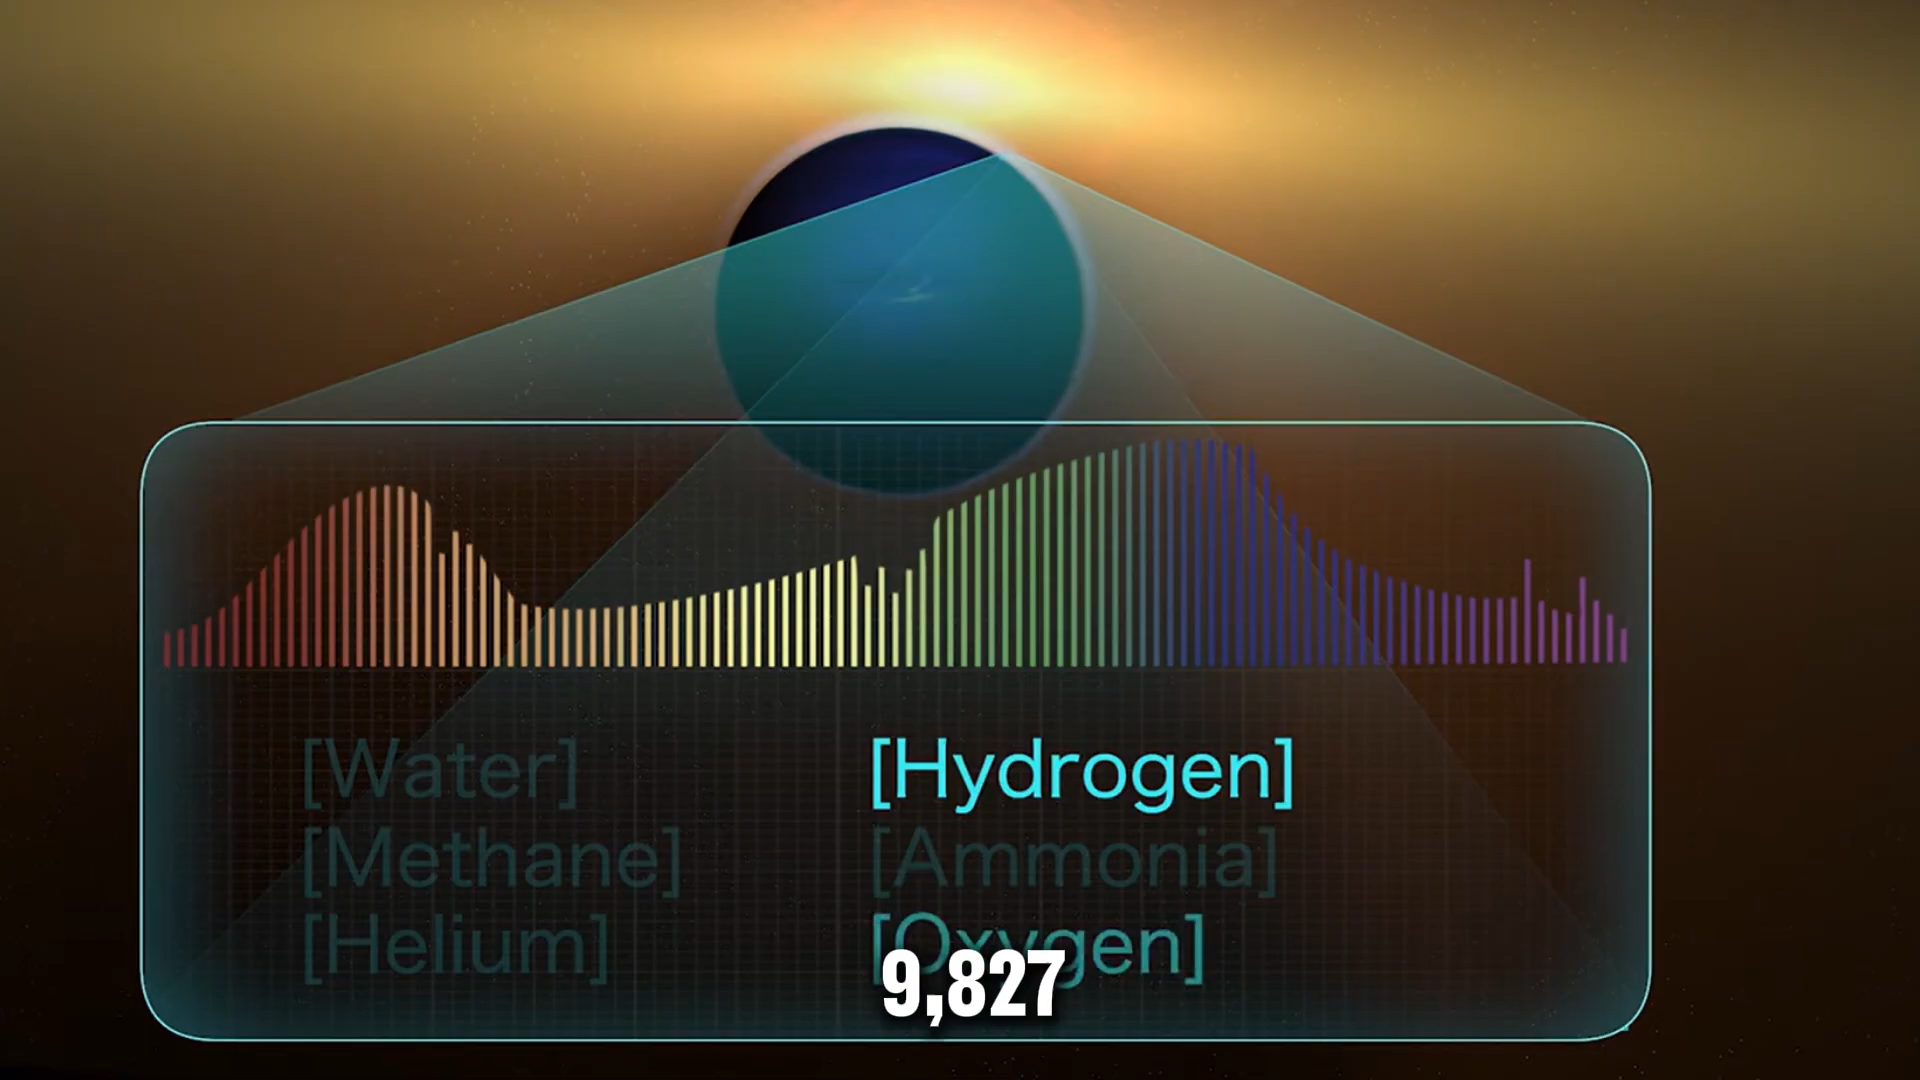 [Water] [Hydrogen]
[Methane] [Ammonia]
[Helium] [Oxygen]
9,827